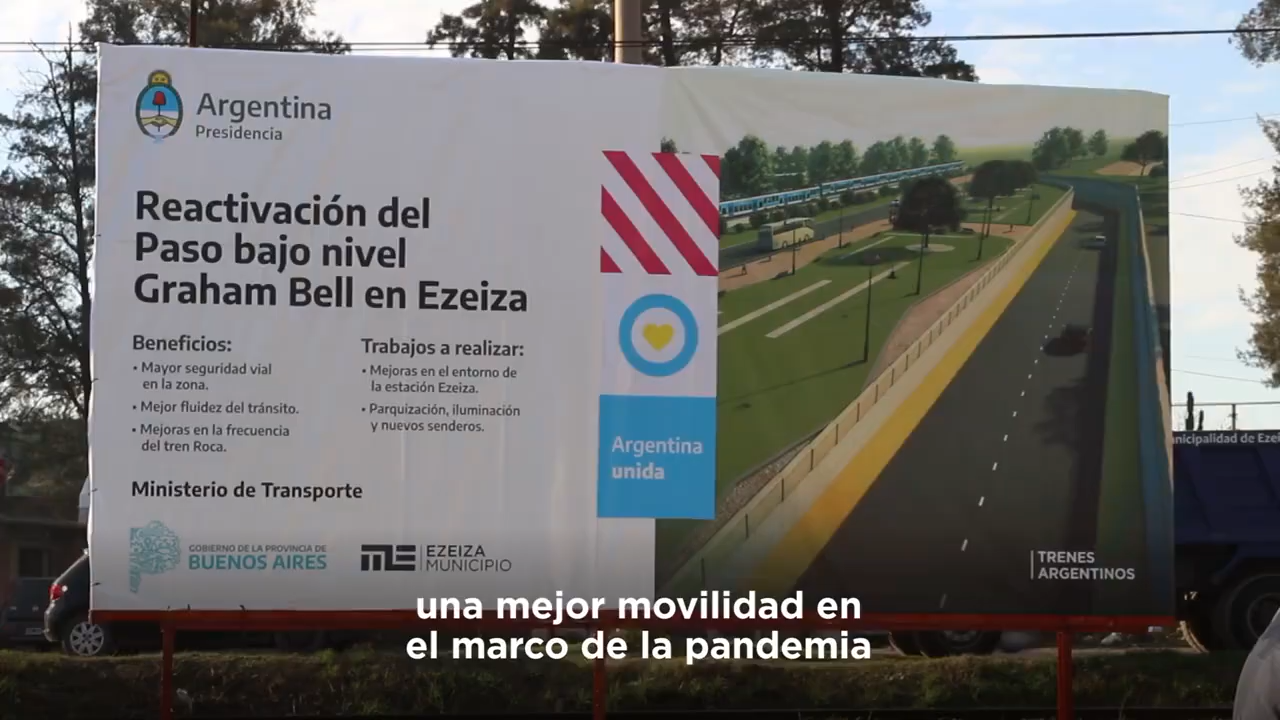 Argentina
Presidencia
Reactivación del
Paso bajo nivel
Graham Bell en Ezeiza
Beneficios:
• Mayor seguridad vial
en la zona.
• Mejor fluidez del tránsito.
• Mejoras en la frecuencia
del tren Roca.
Trabajos a realizar:
• Mejoras en el entorno de
la estación Ezeiza.
• Parquización, iluminación
y nuevos senderos.
Ministerio de Transporte
GOBIERNO DE LA PROVINCIA DE
BUENOS AIRES
EZEIZA
MUNICIPIO
Argentina
unida
TRENES
ARGENTINOS
una mejor movilidad en
el marco de la pandemia